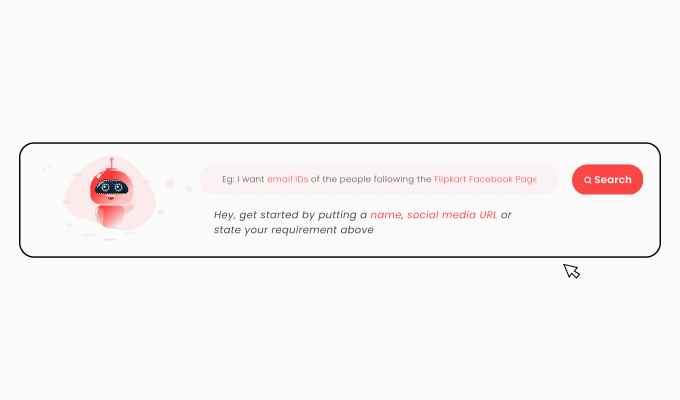 Eg: I want email IDs of the people following the Flipkart Facebook Page
Search
Hey, get started by putting a name, social media URL or
state your requirement above